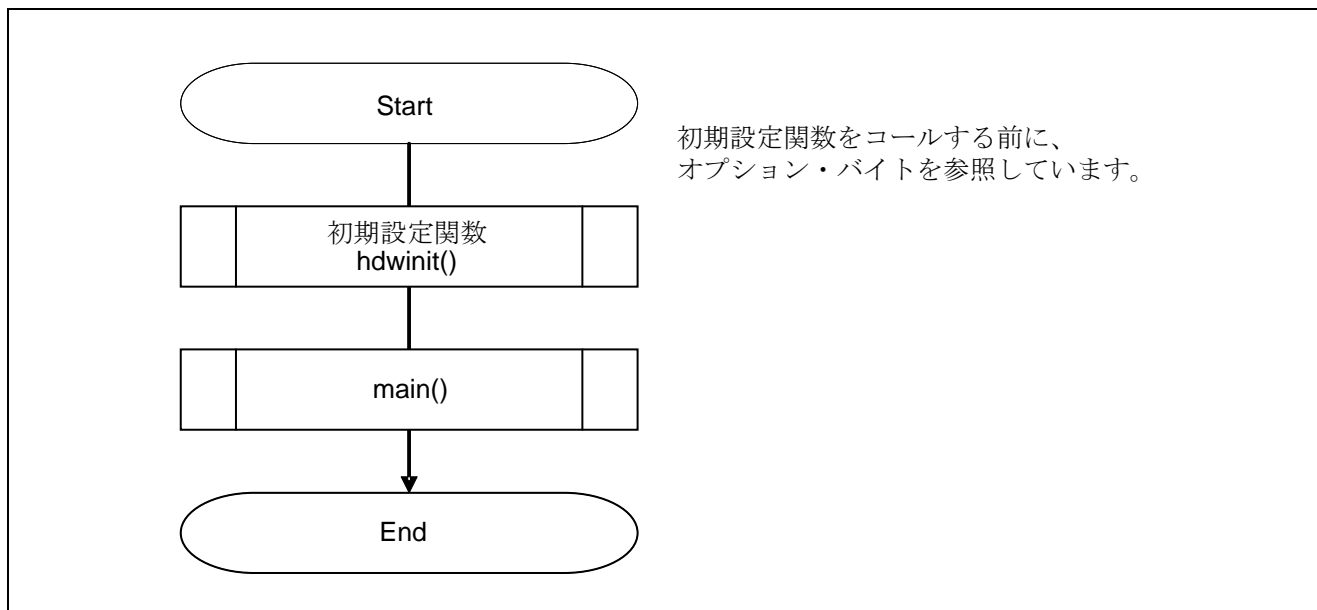 Start
初期設定関数をコールする前に、
オプション・バイトを参照しています。
初期設定関数
hdwinit()
main()
End